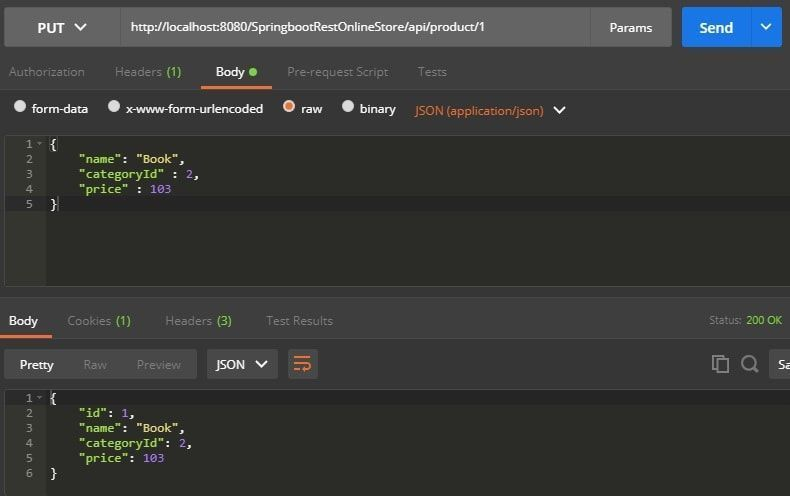 PUT http://localhost:8080/SpringbootRestOnlineStore/api/product/1 Params Send
Authorization Headers (1) Body Pre-request Script Tests
form-data x-www-form-urlencoded raw binary JSON (application/json)
1 {
2 "name": "Book",
3 "categoryId" : 2,
4 "price" : 103
5 }
Body Cookies (1) Headers (3) Test Results Status: 200 OK
Pretty Raw Preview JSON Sa
1 {
2 "id": 1,
3 "name": "Book",
4 "categoryId": 2,
5 "price": 103
6 }